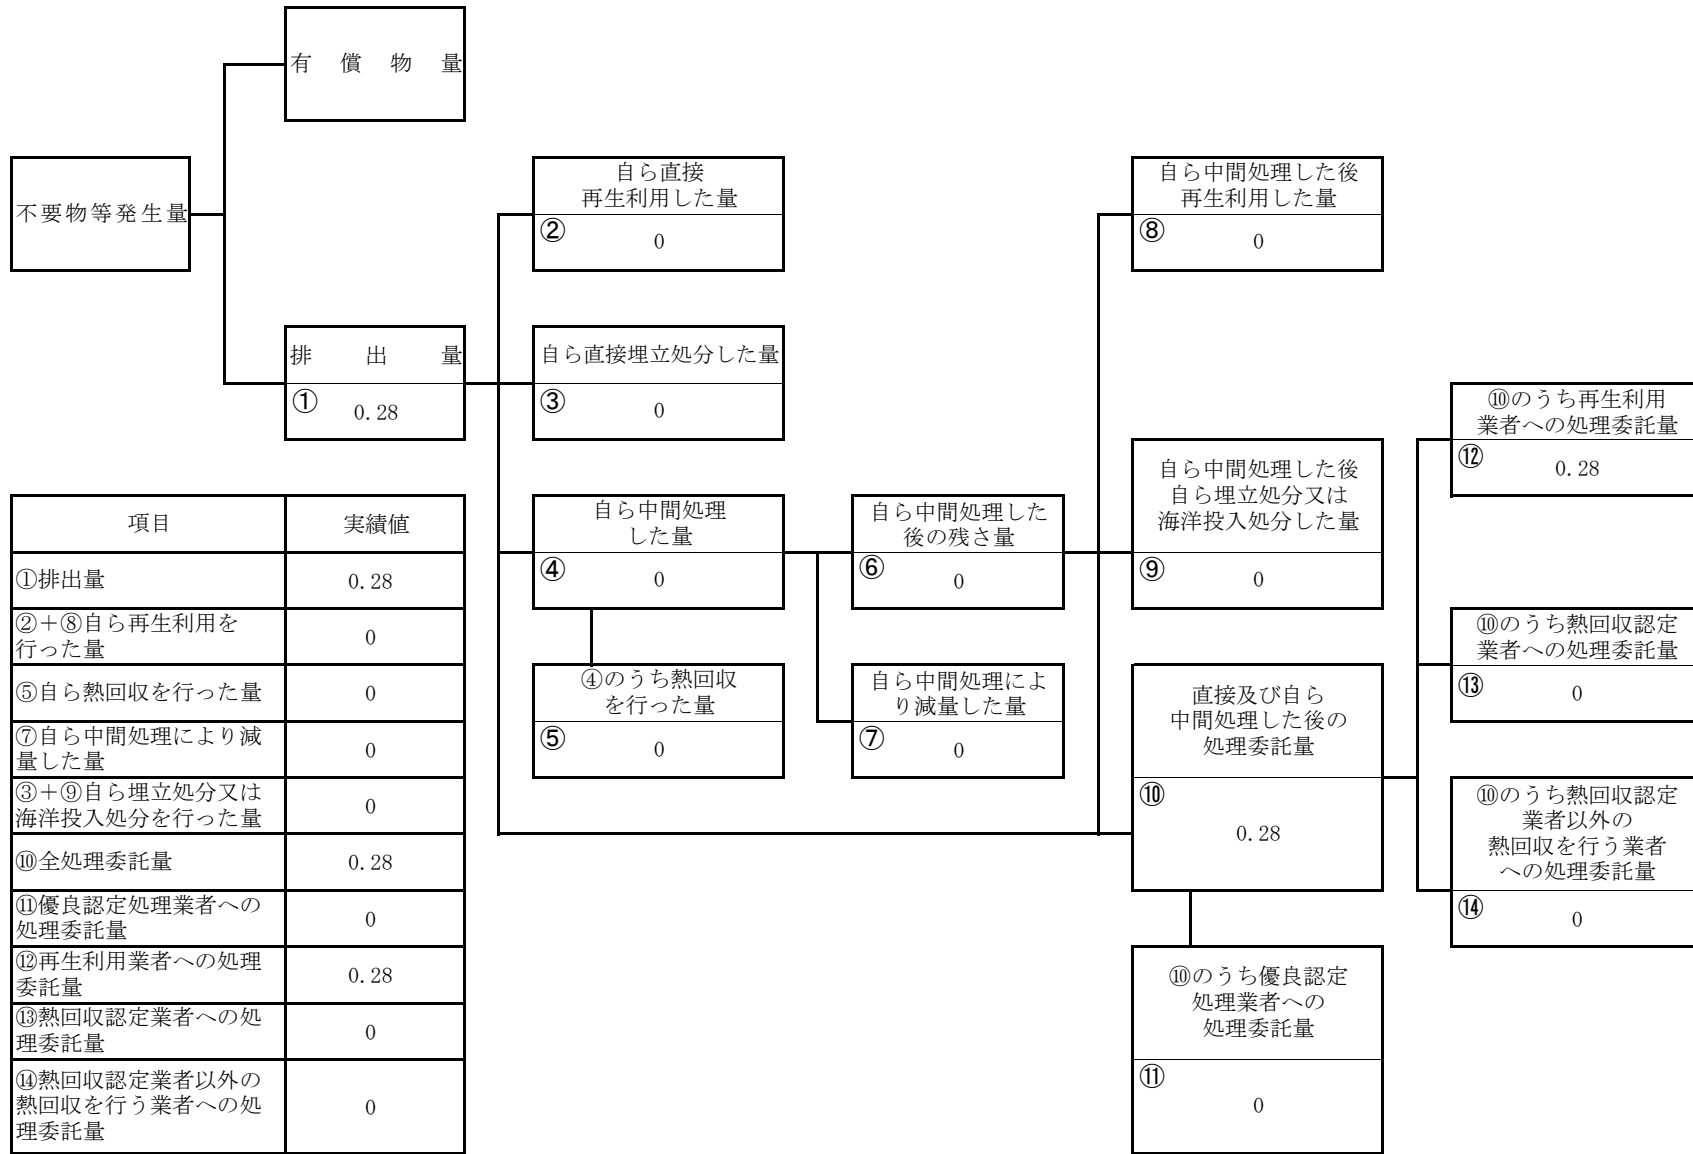 有償物量
不要物等発生量
排出量
①
0.28
自ら直接
再生利用した量
②
0
自ら直接埋立処分した量
③
0
自ら中間処理
した量
④
0
④のうち熱回収
を行った量
⑤
0
自ら中間処理した
後の残さ量
⑥
0
自ら中間処理によ
り減量した量
⑦
0
自ら中間処理した後
再生利用した量
⑧
0
自ら中間処理した後
自ら埋立処分又は
海洋投入処分した量
⑨
0
直接及び自ら
中間処理した後の
処理委託量
⑩
0.28
⑩のうち優良認定
処理業者への
処理委託量
⑪
0
⑩のうち再生利用
業者への処理委託量
⑫
0.28
⑩のうち熱回収認定
業者への処理委託量
⑬
0
⑩のうち熱回収認定
業者以外の
熱回収を行う業者
への処理委託量
⑭
0
項目 実績値
①排出量 0.28
②＋⑧自ら再生利用を
行った量 0
⑤自ら熱回収を行った量 0
⑦自ら中間処理により減
量した量 0
③＋⑨自ら埋立処分又は
海洋投入処分を行った量 0
⑩全処理委託量 0.28
⑪優良認定処理業者への
処理委託量 0
⑫再生利用業者への処理
委託量 0.28
⑬熱回収認定業者への処
理委託量 0
⑭熱回収認定業者以外の
熱回収を行う業者への処
理委託量 0